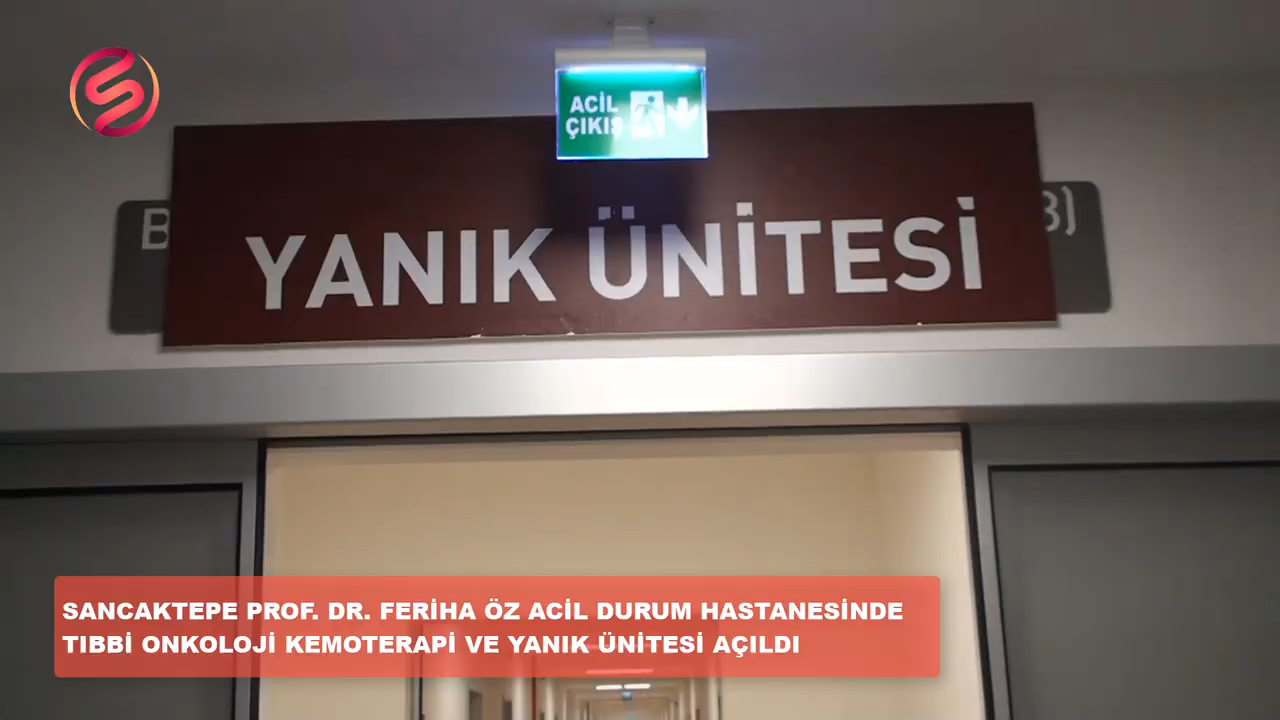 ACİL
ÇIKIŞ
YANIK ÜNİTESİ
SANCAKTEPE PROF. DR. FERİHA ÖZ ACİL DURUM HASTANESİNDE
TIBBİ ONKOLOJİ KEMOTERAPİ VE YANIK ÜNİTESİ AÇILDI